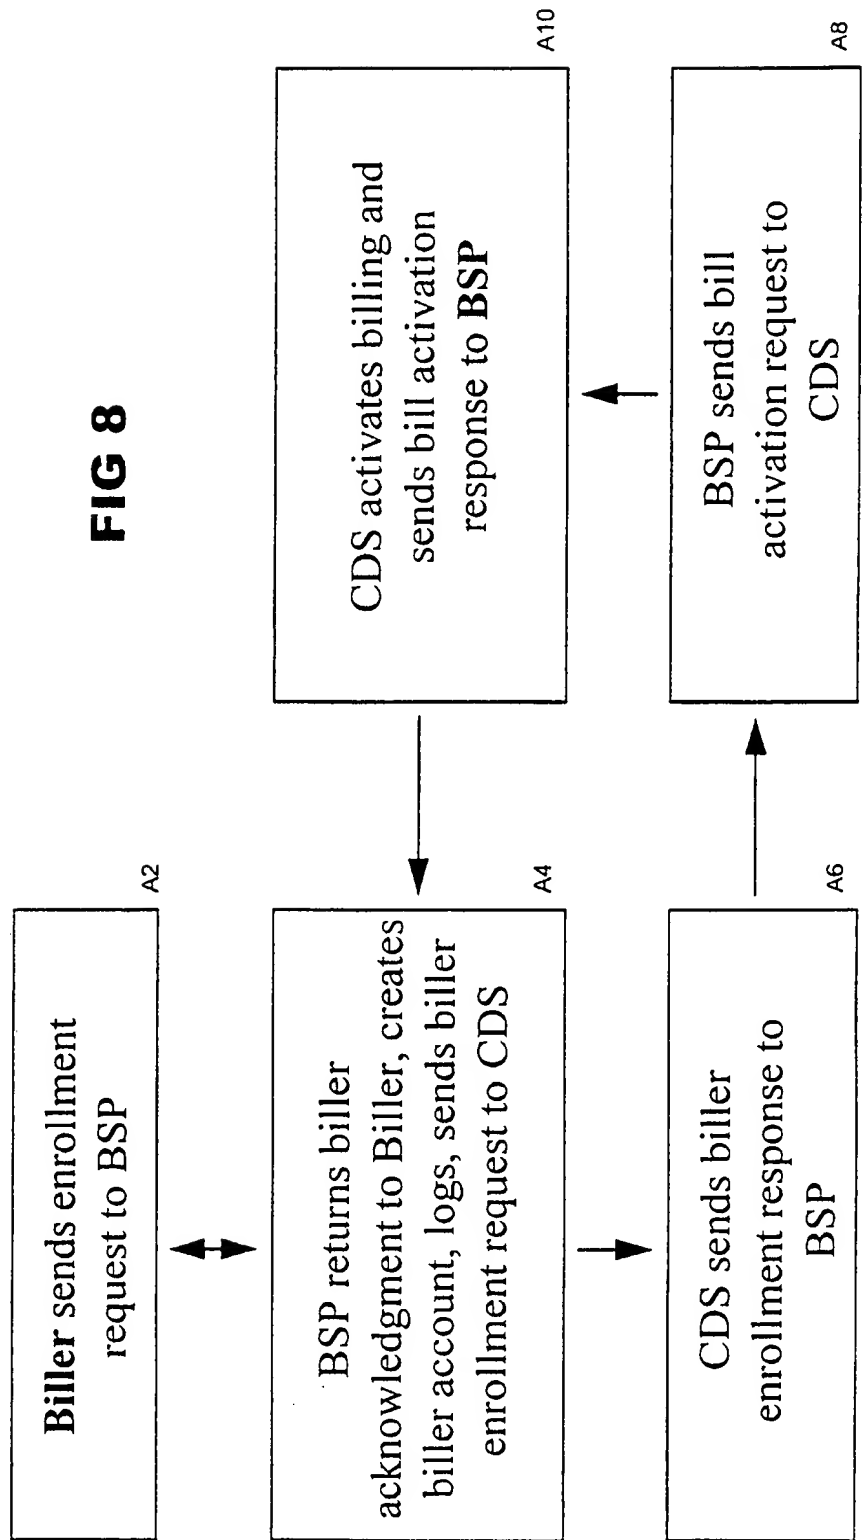 FIG 8
Biller sends enrollment
request to BSP
A2
BSP returns biller
acknowledgment to Biller, creates
biller account, logs, sends biller
enrollment request to CDS
A4
CDS sends biller
enrollment response to
BSP
A6
BSP sends bill
activation request to
CDS
A8
CDS activates billing and
sends bill activation
response to BSP
A10